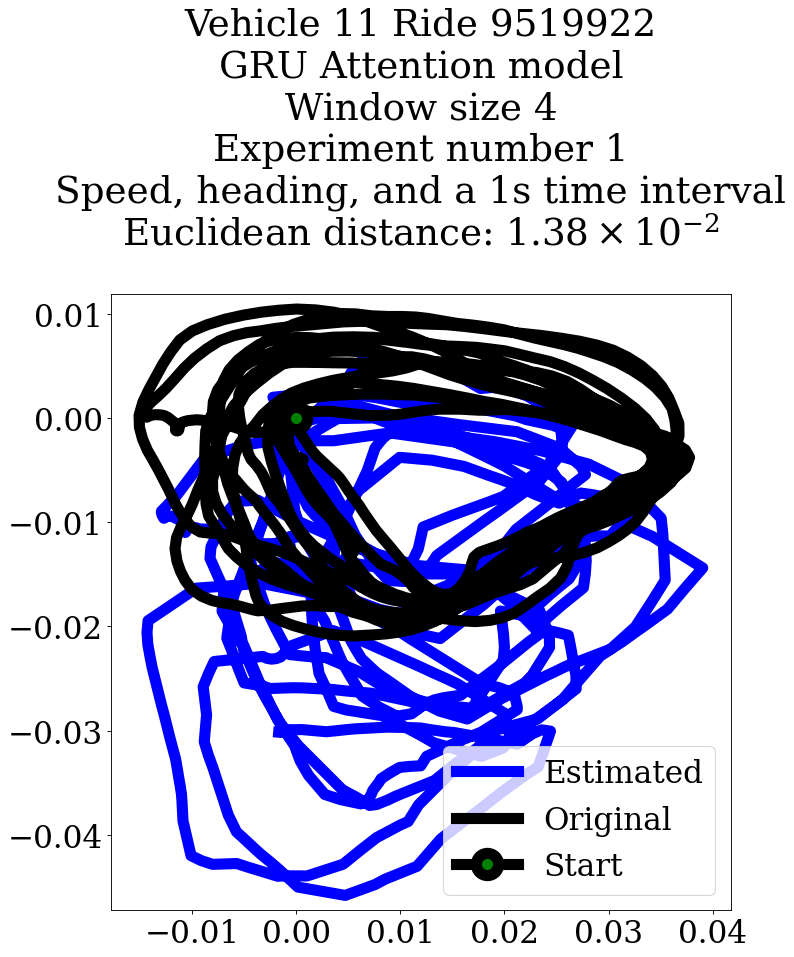 Vehicle 11 Ride 9519922
GRU Attention model
Window size 4
Experiment number 1
Speed, heading, and a 1s time interval
Euclidean distance: 1.38 × 10⁻²
0.01
0.00
−0.01
−0.02
−0.03
−0.04
Estimated
Original
Start
−0.01 0.00 0.01 0.02 0.03 0.04